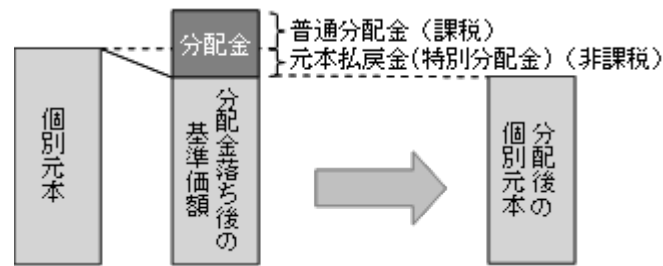 分配金
普通分配金（課税）
元本払戻金(特別分配金)（非課税）
個別元本
分配金落ち後の
基準価額
分配後の
個別元本